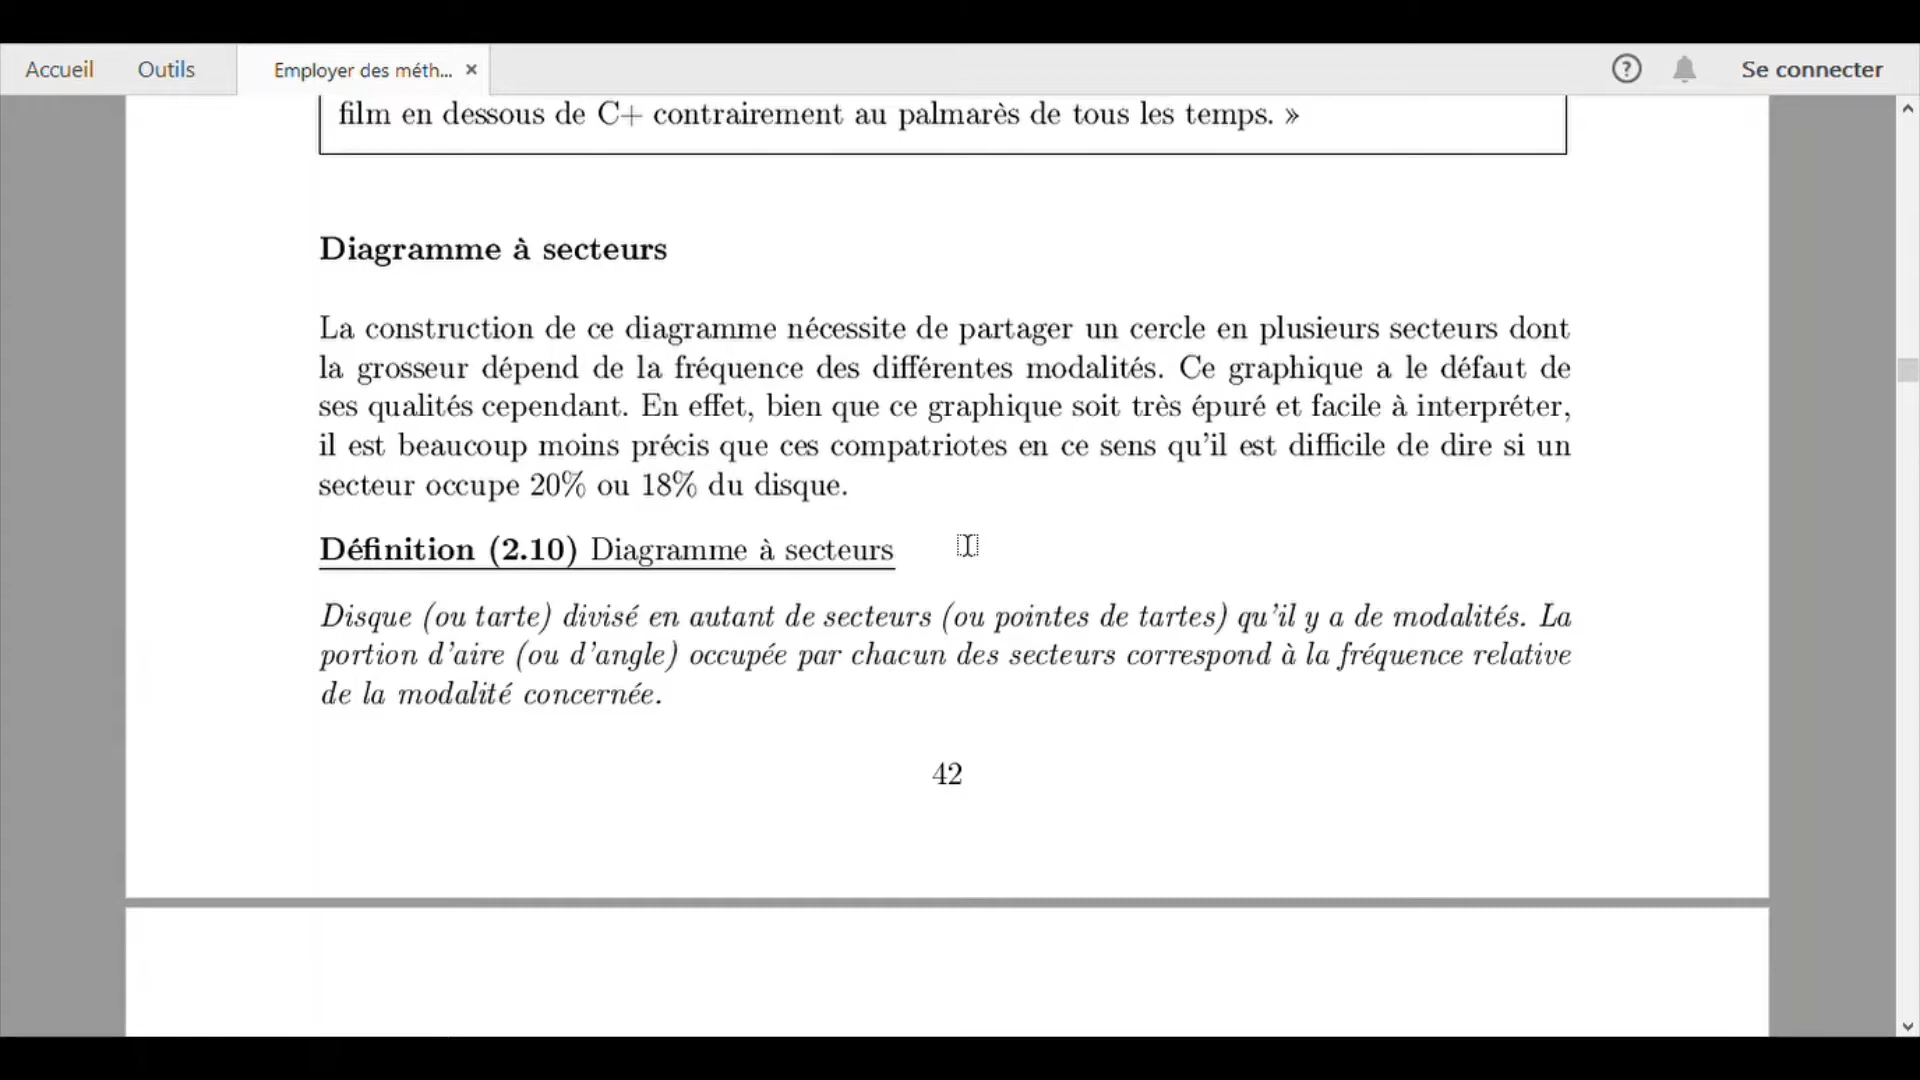 Accueil Outils Employer des méth... × ? Se connecter
film en dessous de C+ contrairement au palmarès de tous les temps. »
Diagramme à secteurs
La construction de ce diagramme nécessite de partager un cercle en plusieurs secteurs dont
la grosseur dépend de la fréquence des différentes modalités. Ce graphique a le défaut de
ses qualités cependant. En effet, bien que ce graphique soit très épuré et facile à interpréter,
il est beaucoup moins précis que ces compatriotes en ce sens qu'il est difficile de dire si un
secteur occupe 20% ou 18% du disque.
Définition (2.10) Diagramme à secteurs
Disque (ou tarte) divisé en autant de secteurs (ou pointes de tartes) qu'il y a de modalités. La
portion d'aire (ou d'angle) occupée par chacun des secteurs correspond à la fréquence relative
de la modalité concernée.
42